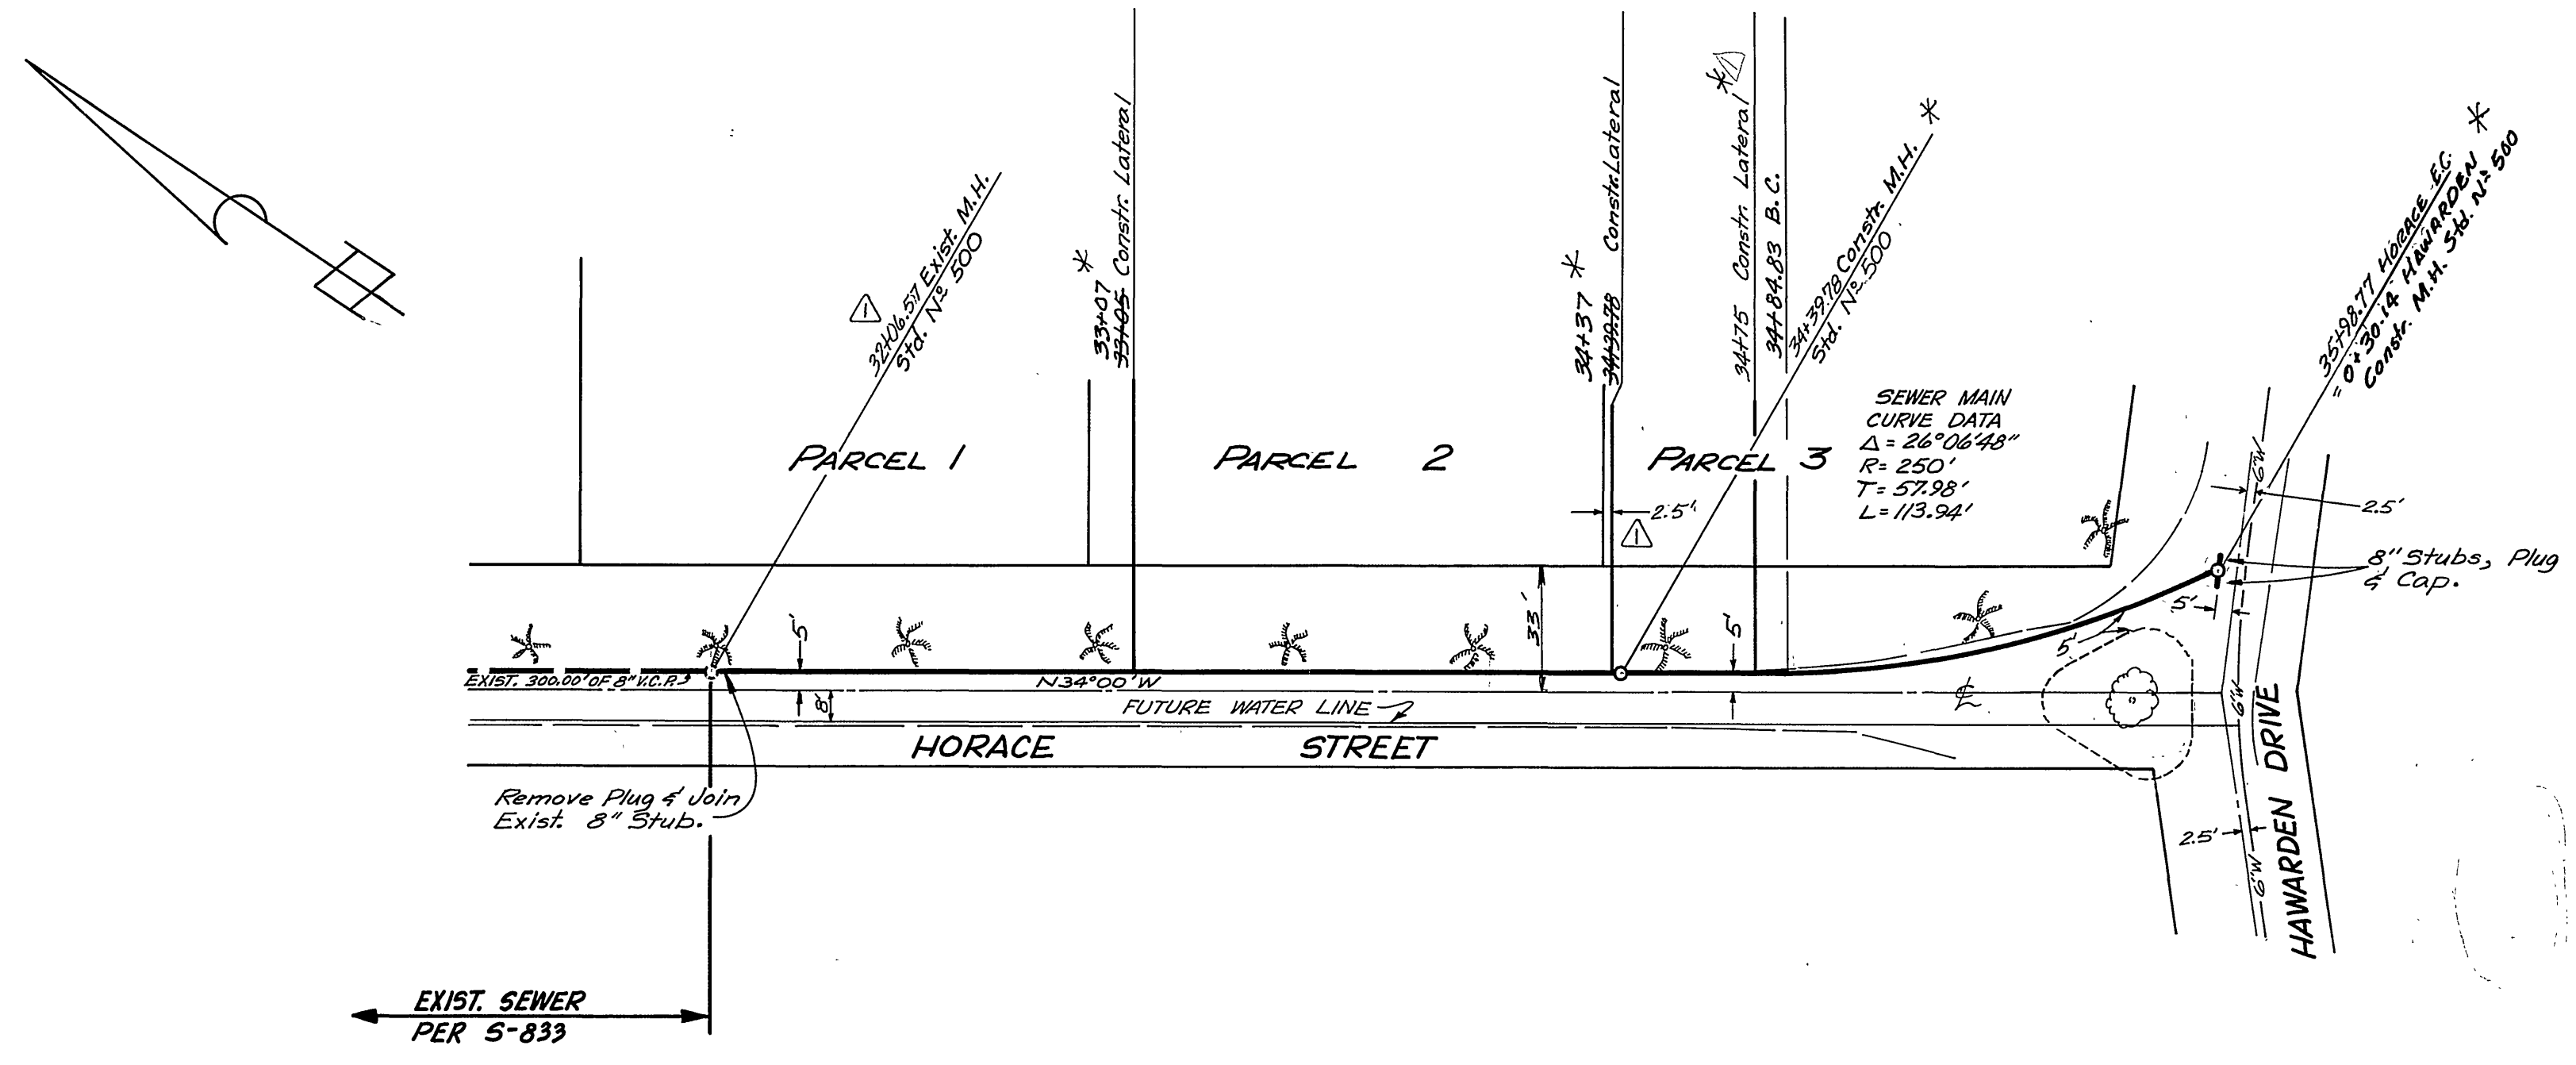 32+06.57 Exist. M.H.
Std. Nº 500
33+07 *
33+05 Constr. Lateral
34+37 *
34+39.78 Constr. Lateral
34+75 Constr. Lateral *
34+84.83 B.C.
34+39.78 Constr. M.H. *
Std. Nº 500
35+98.77 HORACE E.C.
= 0+30.14 HAWARDEN *
Constr. M.H. Std. Nº 500
1
1
1
SEWER MAIN
CURVE DATA
Δ = 26°06'48"
R = 250'
T = 57.98'
L = 113.94'
PARCEL 1
PARCEL 2
PARCEL 3
2.5'
6"W
2.5'
8" Stubs, Plug
& Cap.
33'
5'
5'
5'
5'
EXIST. 300.00' OF 8" V.C.P.
N34°00'W
8'
FUTURE WATER LINE
℄
6"W
HORACE STREET
HAWARDEN DRIVE
Remove Plug & Join
Exist. 8" Stub.
2.5'
6"W
EXIST. SEWER
PER S-833